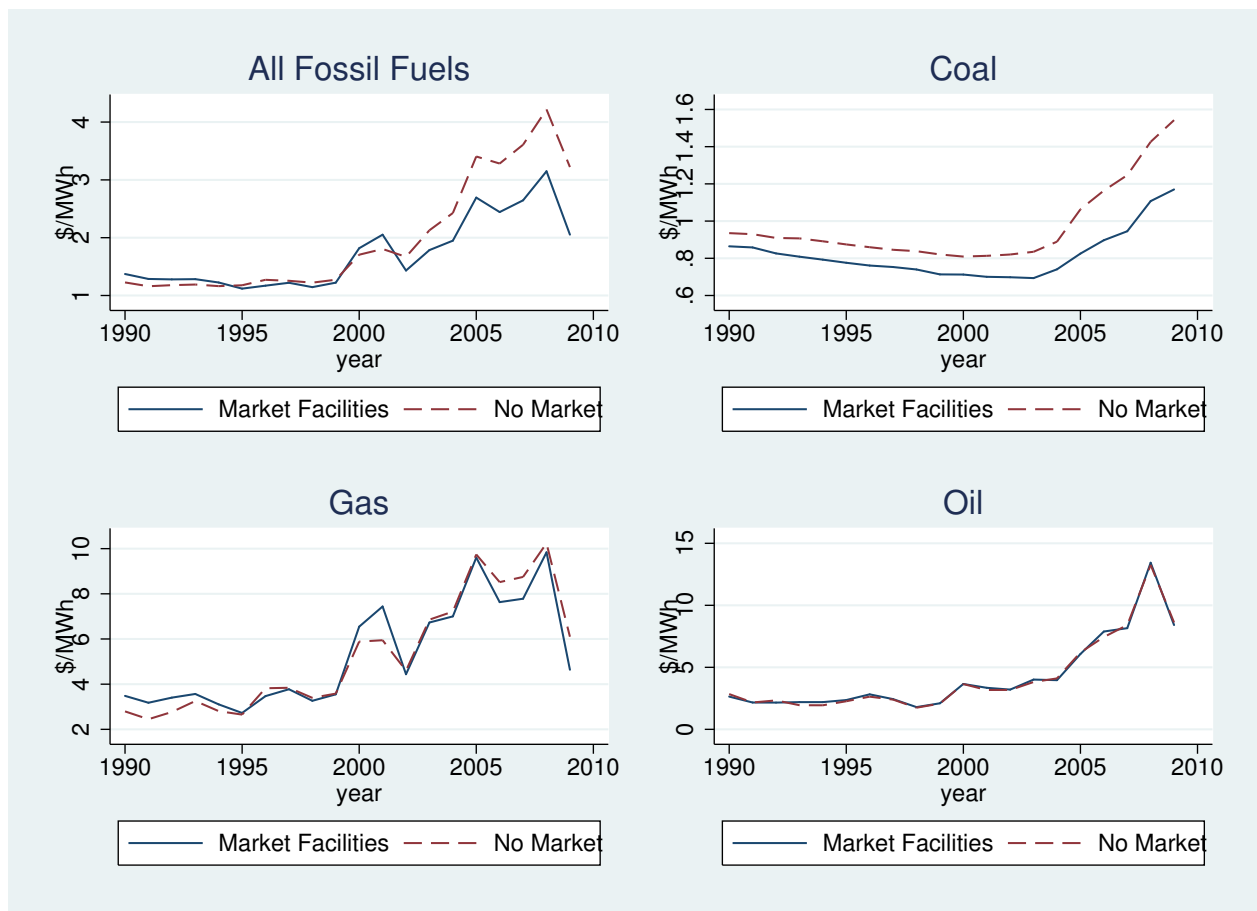 All Fossil Fuels
$/MWh
4
3
2
1
1990 1995 2000 2005 2010
year
Market Facilities No Market
Coal
$/MWh
1.6
1.4
1.2
1
.8
.6
1990 1995 2000 2005 2010
year
Market Facilities No Market
Gas
$/MWh
10
8
6
4
2
1990 1995 2000 2005 2010
year
Market Facilities No Market
Oil
$/MWh
15
10
5
0
1990 1995 2000 2005 2010
year
Market Facilities No Market